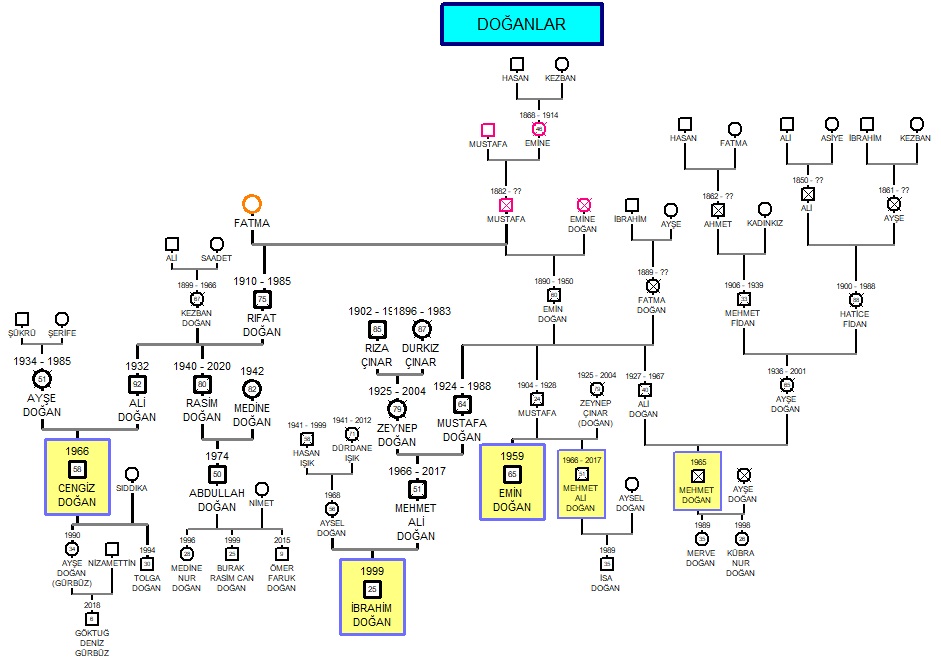 DOĞANLAR
HASAN
KEZBAN
1868 - 1914
46
MUSTAFA
EMİNE
HASAN
FATMA
ALİ
ASİYE
İBRAHİM
KEZBAN
1882 - ??
MUSTAFA
EMİNE
DOĞAN
İBRAHİM
AYŞE
1862 - ??
AHMET
KADINKIZ
1850 - ??
ALİ
1861 - ??
AYŞE
FATMA
ALİ
SAADET
1899 - 1966
67
KEZBAN
DOĞAN
1910 - 1985
75
RIFAT
DOĞAN
1890 - 1950
60
EMİN
DOĞAN
1889 - ??
FATMA
DOĞAN
1906 - 1939
33
MEHMET
FİDAN
1900 - 1988
88
HATİCE
FİDAN
ŞÜKRÜ
ŞERİFE
1902 - 19
85
RIZA
ÇINAR
1896 - 1983
87
DURKIZ
ÇINAR
1934 - 1985
51
AYŞE
DOĞAN
1932
92
ALİ
DOĞAN
1940 - 2020
80
RASİM
DOĞAN
1942
82
MEDİNE
DOĞAN
1925 - 2004
79
ZEYNEP
DOĞAN
1924 - 1988
64
MUSTAFA
DOĞAN
1904 - 1928
24
MUSTAFA
1925 - 2004
79
ZEYNEP
ÇINAR
(DOĞAN)
1927 - 1967
40
ALİ
DOĞAN
1936 - 2001
65
AYŞE
DOĞAN
1966
58
CENGİZ
DOĞAN
SIDDIKA
1974
50
ABDULLAH
DOĞAN
NİMET
1941 - 1999
58
HASAN
IŞIK
1941 - 2012
71
DÜRDANE
IŞIK
1966 - 2017
51
MEHMET
ALİ
DOĞAN
1959
65
EMİN
DOĞAN
1966 - 2017
51
MEHMET
ALİ
DOĞAN
AYSEL
DOĞAN
1965
MEHMET
DOĞAN
AYŞE
DOĞAN
1968
56
AYSEL
DOĞAN
1990
34
AYŞE
DOĞAN
(GÜRBÜZ)
NİZAMETTİN
1994
30
TOLGA
DOĞAN
1996
28
MEDİNE
NUR
DOĞAN
1999
25
BURAK
RASİM CAN
DOĞAN
2015
9
ÖMER
FARUK
DOĞAN
1999
25
İBRAHİM
DOĞAN
1989
35
İSA
DOĞAN
1989
35
MERVE
DOĞAN
1998
26
KÜBRA
NUR
DOĞAN
2018
6
GÖKTUĞ
DENİZ
GÜRBÜZ